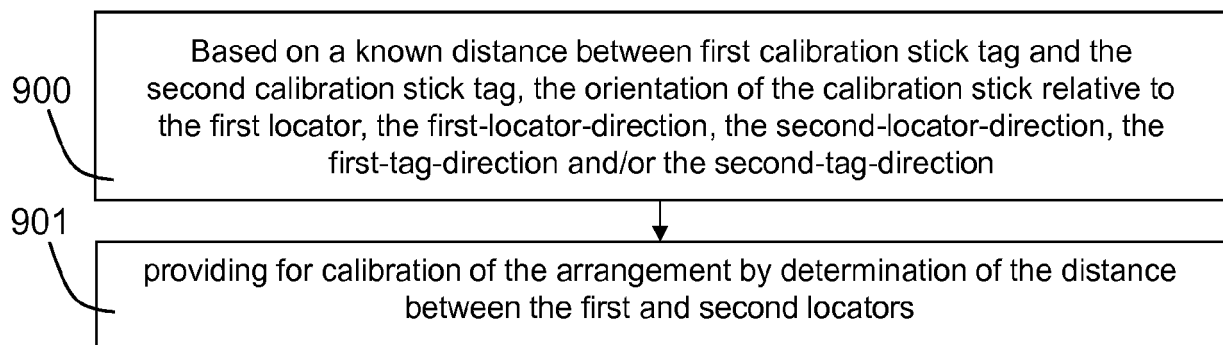 Based on a known distance between first calibration stick tag and the
second calibration stick tag, the orientation of the calibration stick relative to
the first locator, the first-locator-direction, the second-locator-direction, the
first-tag-direction and/or the second-tag-direction
900
901
providing for calibration of the arrangement by determination of the distance
between the first and second locators